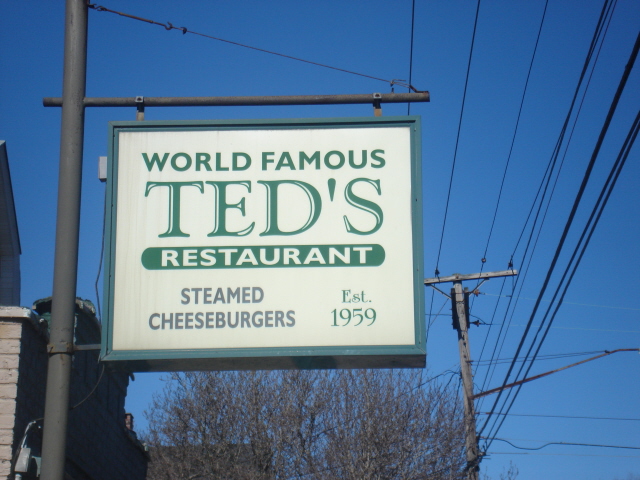 WORLD FAMOUS
TED'S
RESTAURANT
STEAMED
CHEESEBURGERS
Est.
1959